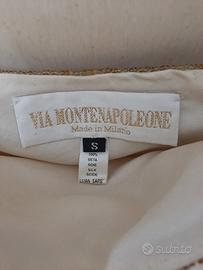 VIA MONTENAPOLEONE
Made in Milano
S
100%
SETA
SOIE
SILK
SEIDE
subito